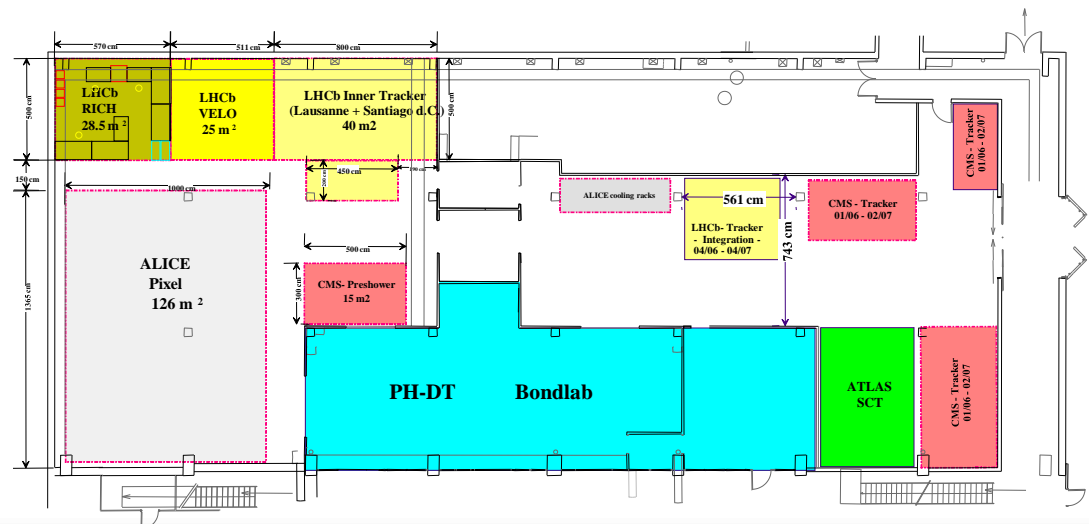 570 cm
511 cm
800 cm
500 cm
LHCb
RICH
28.5 m 2
LHCb
VELO
25 m 2
LHCb Inner Tracker
(Lausanne + Santiago d.C.)
40 m2
500 cm
150 cm
1000 cm
200 cm
450 cm
190 cm
ALICE cooling racks
561 cm
743 cm
LHCb- Tracker
- Integration -
04/06 - 04/07
CMS - Tracker
01/06 - 02/07
CMS - Tracker
01/06 - 02/07
1365 cm
ALICE
Pixel
126 m 2
500 cm
300 cm
CMS- Preshower
15 m2
PH-DT Bondlab
ATLAS
SCT
CMS - Tracker
01/06 - 02/07